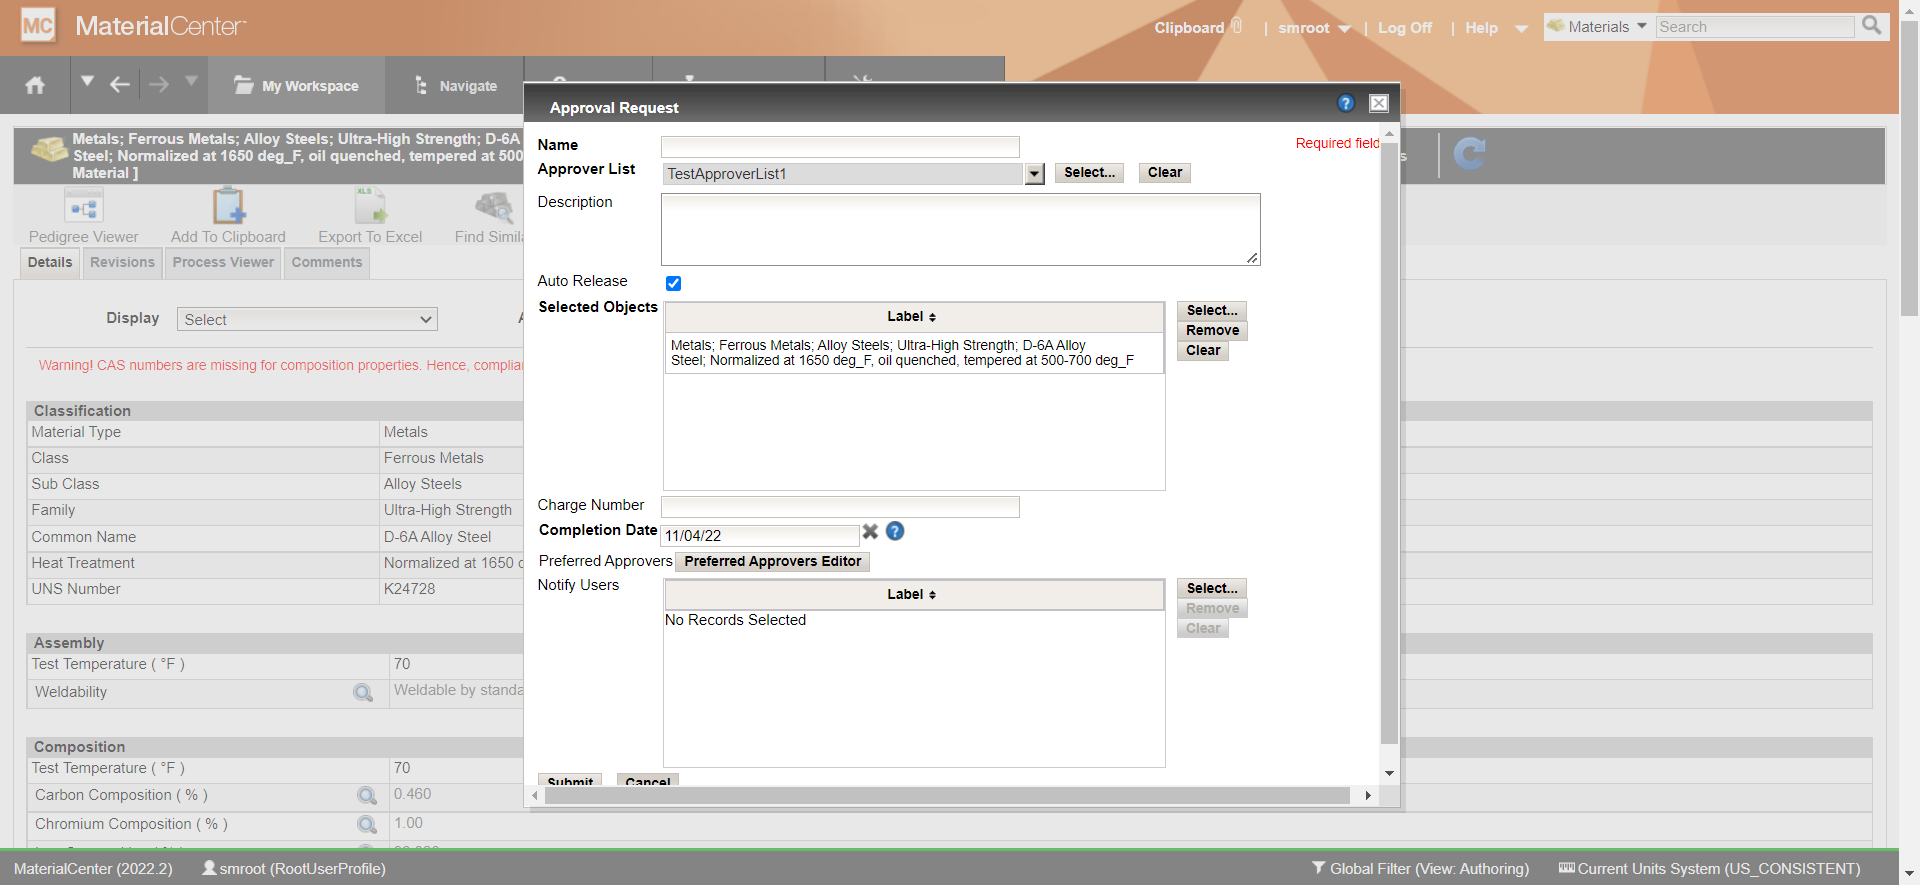 MC MaterialCenter
Clipboard | smroot | Log Off | Help Materials Search
My Workspace Navigate
Approval Request
Metals; Ferrous Metals; Alloy Steels; Ultra-High Strength; D-6A
Steel; Normalized at 1650 deg_F, oil quenched, tempered at 500
Material ]
Pedigree Viewer Add To Clipboard Export To Excel Find Simila
Details Revisions Process Viewer Comments
Display Select
Warning! CAS numbers are missing for composition properties. Hence, complian
Classification
Material Type Metals
Class Ferrous Metals
Sub Class Alloy Steels
Family Ultra-High Strength
Common Name D-6A Alloy Steel
Heat Treatment Normalized at 1650 d
UNS Number K24728
Assembly
Test Temperature ( °F ) 70
Weldability Weldable by standa
Composition
Test Temperature ( °F ) 70
Carbon Composition ( % ) 0.460
Chromium Composition ( % ) 1.00
Name Required field
Approver List TestApproverList1 Select... Clear
Description
Auto Release
Selected Objects Label Select...
Remove
Clear
Metals; Ferrous Metals; Alloy Steels; Ultra-High Strength; D-6A Alloy
Steel; Normalized at 1650 deg_F, oil quenched, tempered at 500-700 deg_F
Charge Number
Completion Date 11/04/22
Preferred Approvers Preferred Approvers Editor
Notify Users Label Select...
Remove
Clear
No Records Selected
Submit Cancel
MaterialCenter (2022.2) smroot (RootUserProfile) Global Filter (View: Authoring) Current Units System (US_CONSISTENT)